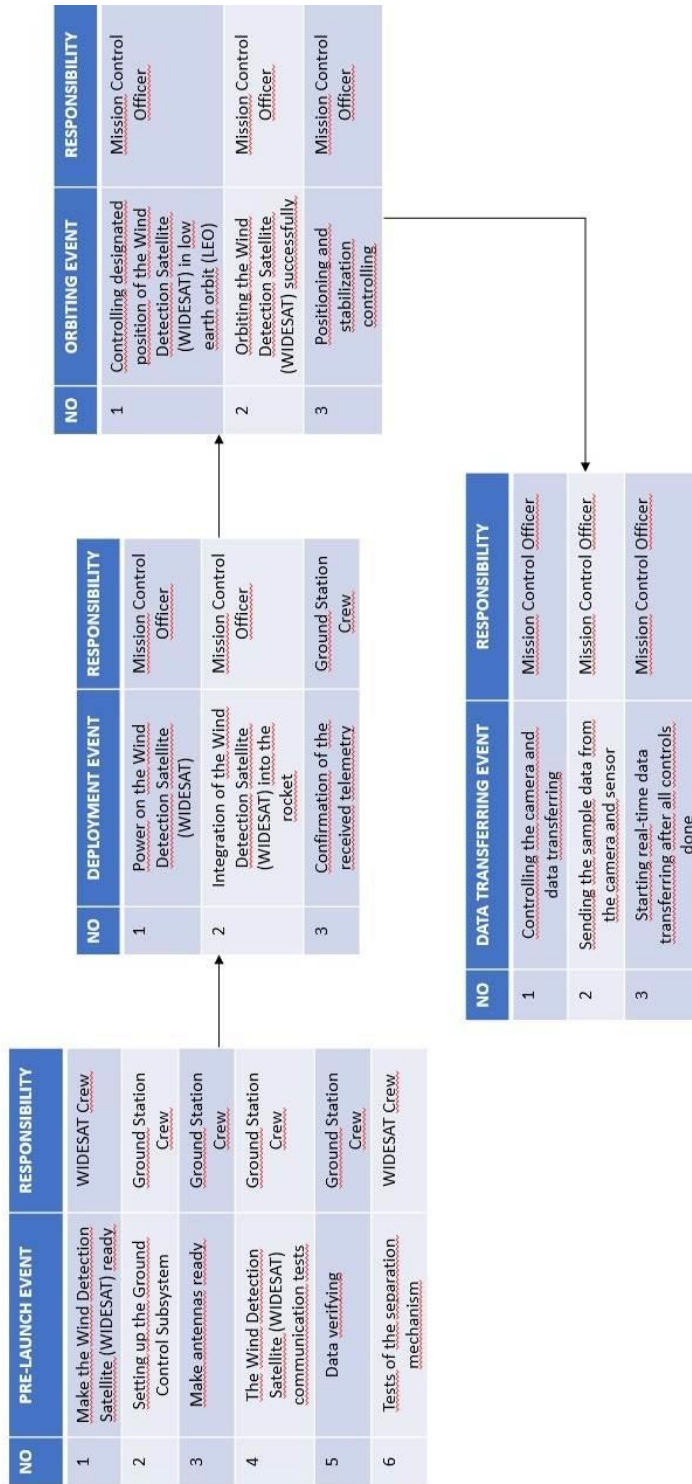 NO PRE-LAUNCH EVENT RESPONSIBILITY
1 Make the Wind Detection WIDESAT Crew
Satellite (WIDESAT) ready
2 Setting up the Ground Ground Station
Control Subsystem Crew
3 Make antennas ready Ground Station
Crew
4 The Wind Detection Ground Station
Satellite (WIDESAT) Crew
communication tests
5 Data verifying Ground Station
Crew
6 Tests of the separation WIDESAT Crew
mechanism
NO DEPLOYMENT EVENT RESPONSIBILITY
1 Power on the Wind Mission Control
Detection Satellite Officer
(WIDESAT)
2 Integration of the Wind Mission Control
Detection Satellite Officer
(WIDESAT) into the
rocket
3 Confirmation of the Ground Station
received telemetry Crew
NO ORBITING EVENT RESPONSIBILITY
1 Controlling designated Mission Control
position of the Wind Officer
Detection Satellite
(WIDESAT) in low
earth orbit (LEO)
2 Orbiting the Wind Mission Control
Detection Satellite Officer
(WIDESAT) successfully
3 Positioning and Mission Control
stabilization Officer
controlling
NO DATA TRANSFERRING EVENT RESPONSIBILITY
1 Controlling the camera and Mission Control Officer
data transferring
2 Sending the sample data from Mission Control Officer
the camera and sensor
3 Starting real-time data Mission Control Officer
transferring after all controls
done